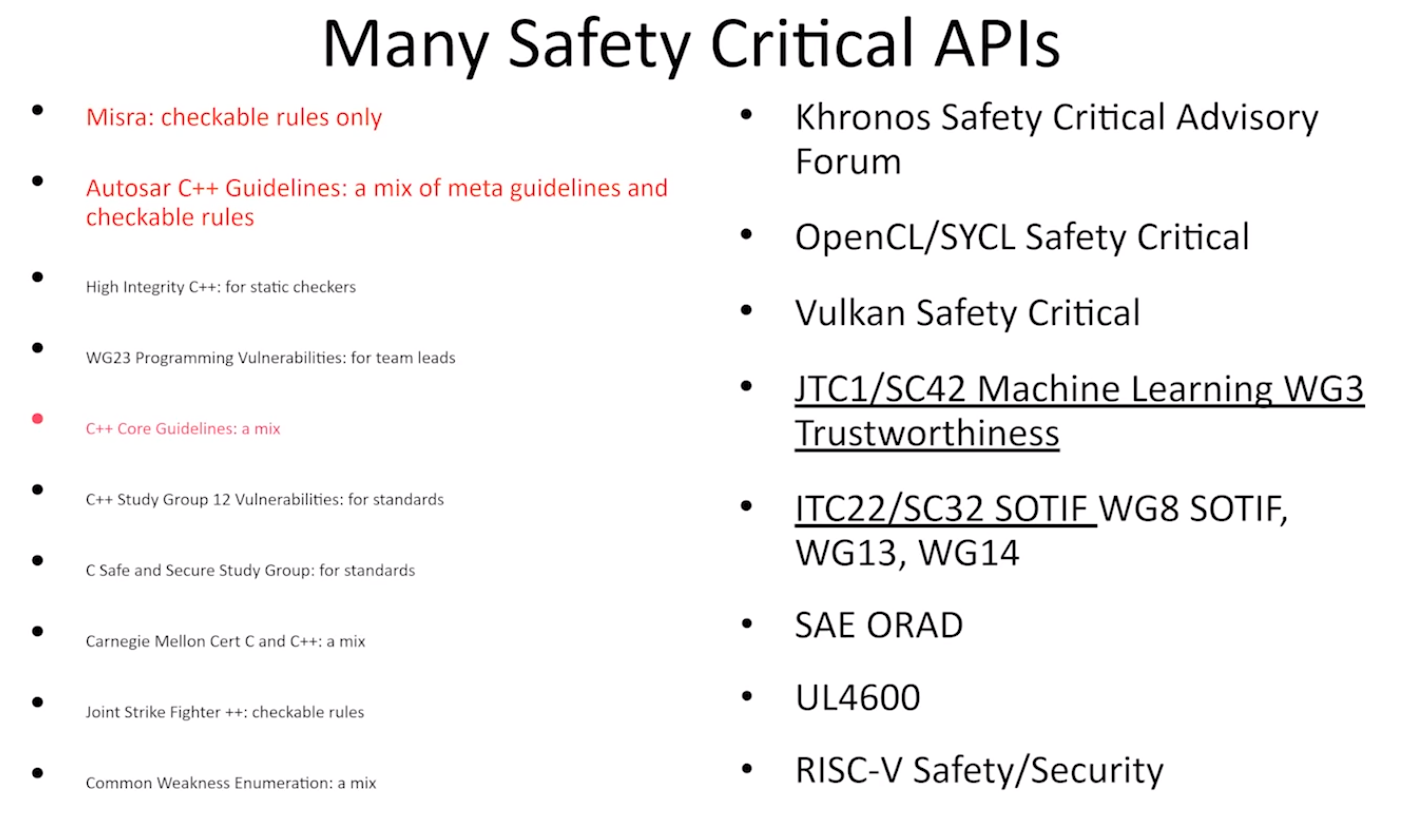 Many Safety Critical APIs
• Misra: checkable rules only
• Autosar C++ Guidelines: a mix of meta guidelines and
checkable rules
• High Integrity C++: for static checkers
• WG23 Programming Vulnerabilities: for team leads
• C++ Core Guidelines: a mix
• C++ Study Group 12 Vulnerabilities: for standards
• C Safe and Secure Study Group: for standards
• Carnegie Mellon Cert C and C++: a mix
• Joint Strike Fighter ++: checkable rules
• Common Weakness Enumeration: a mix
• Khronos Safety Critical Advisory
Forum
• OpenCL/SYCL Safety Critical
• Vulkan Safety Critical
• JTC1/SC42 Machine Learning WG3
Trustworthiness
• ITC22/SC32 SOTIF WG8 SOTIF,
WG13, WG14
• SAE ORAD
• UL4600
• RISC-V Safety/Security